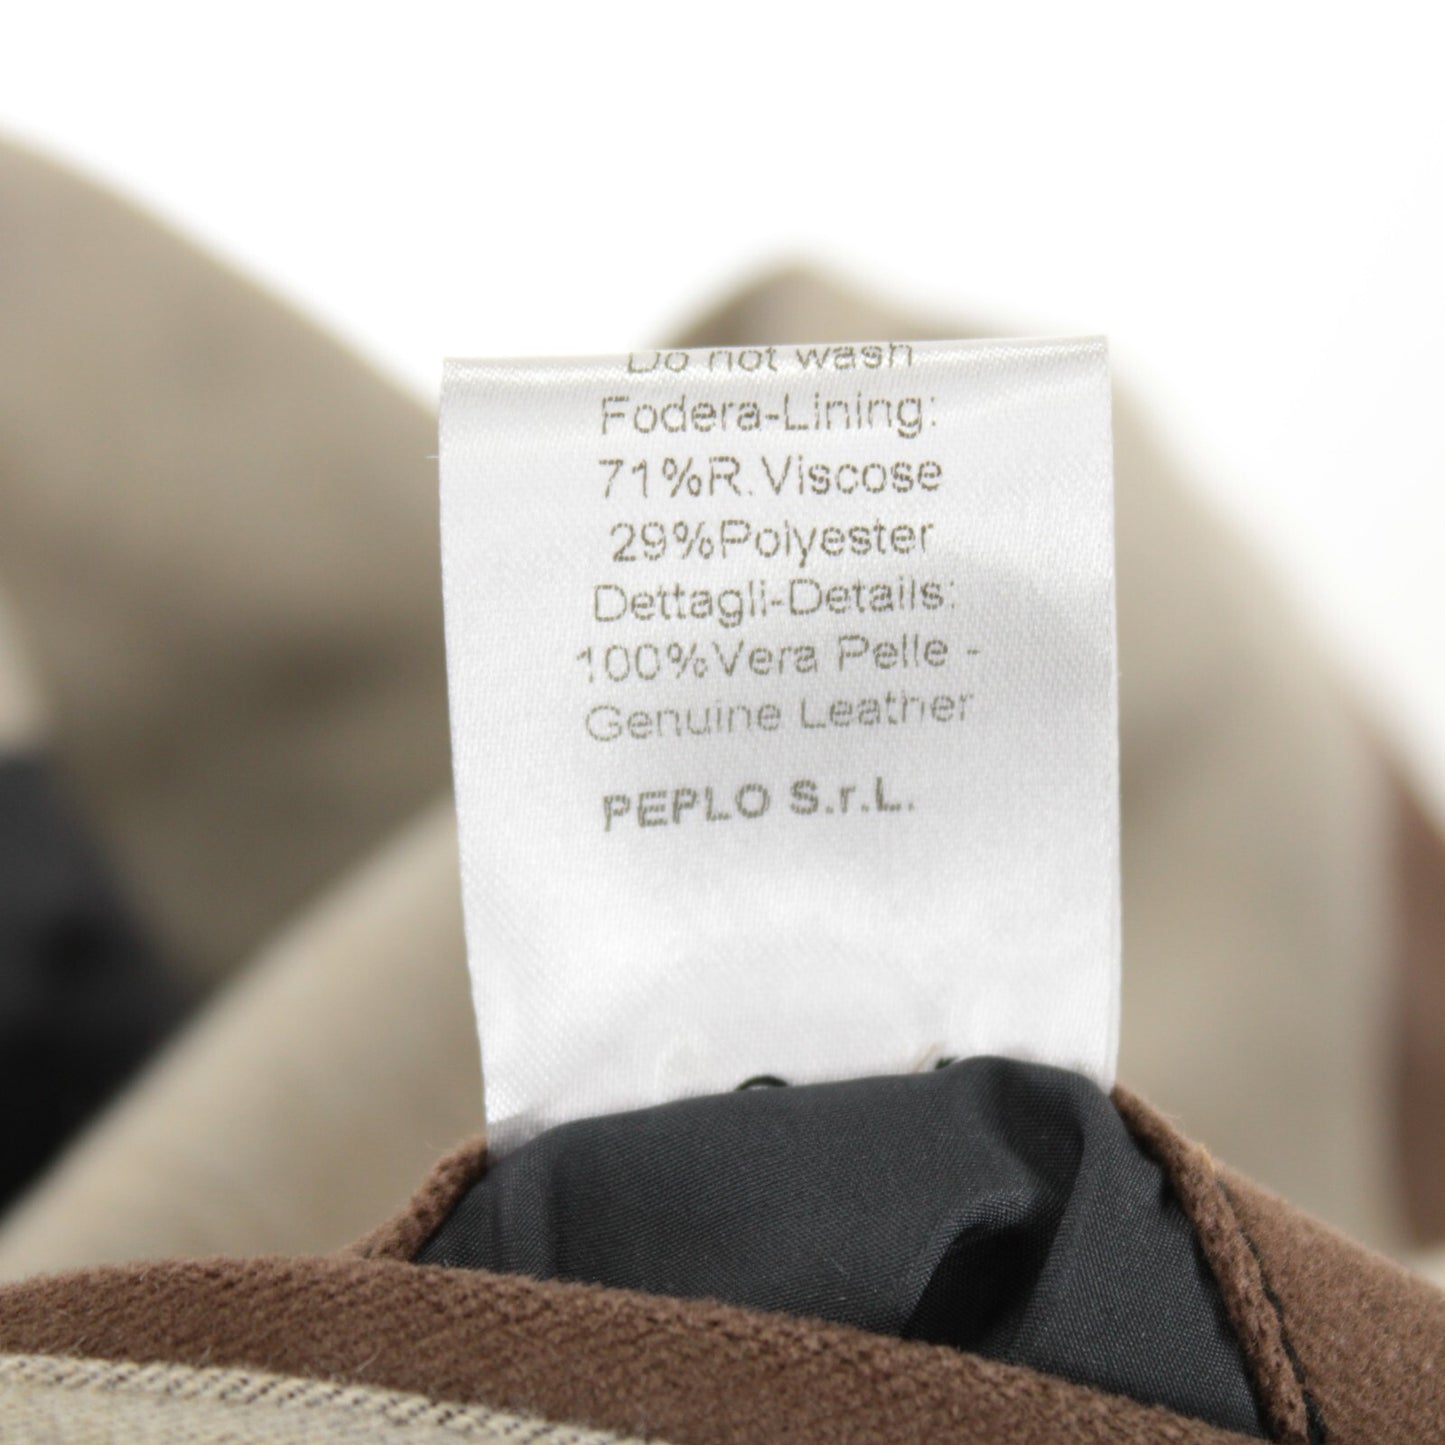 Do not wash
Fodera-Lining:
71%R.Viscose
29%Polyester
Dettagli-Details:
100%Vera Pelle -
Genuine Leather
PEPLO S.r.L.